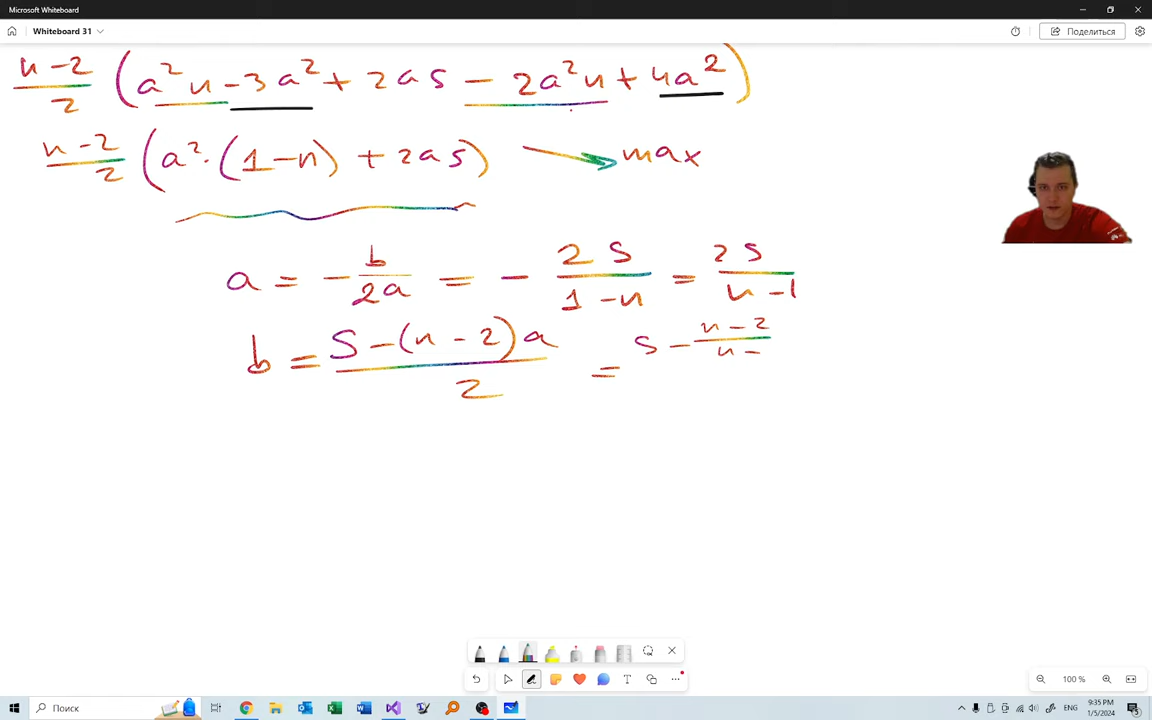 Microsoft Whiteboard
Whiteboard 31
Поделиться
n-2/2 (a²n - 3a² + 2as - 2a²n + 4a²)
n-2/2 (a²·(1-n) + 2as) → max
a = - b/2a = - 2s/1-n = 2s/n-1
b = s-(n-2)a/2 = s - n-2/n-
100 %
Поиск
ENG
9:35 PM
1/5/2024